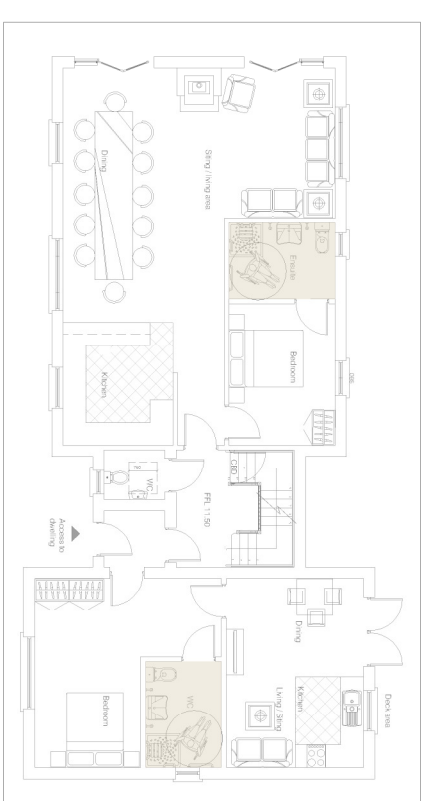 Dining
Sitting / living area
Ensuite
Bedroom
Kitchen
CBD
WC
FFL 11.50
Access to
dwelling
Dining
Deck area
Kitchen
Living / Sitting
WC
Bedroom